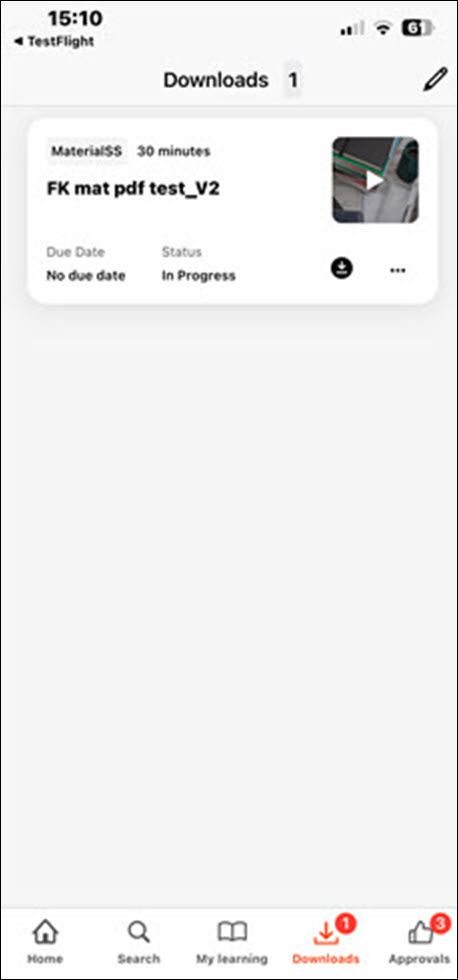 15:10
61
◀ TestFlight
Downloads 1
MaterialSS 30 minutes
FK mat pdf test_V2
Due Date Status
No due date In Progress
1 3
Home Search My learning Downloads Approvals